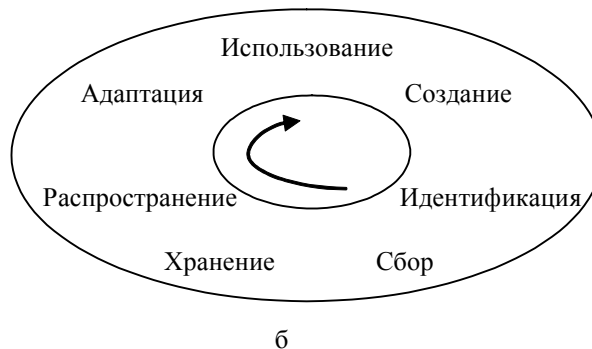 Использование
Адаптация Создание
Распространение Идентификация
Хранение Сбор
б